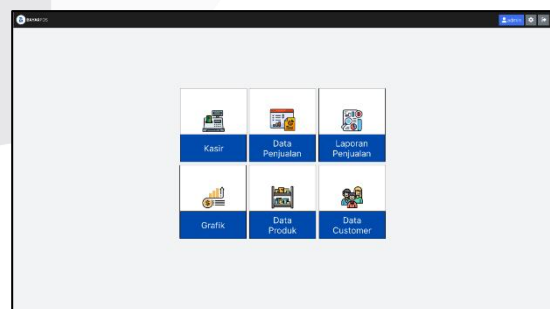 Admin
Kasir
Data
Penjualan
Laporan
Penjualan
Grafik
Data
Produk
Data
Customer